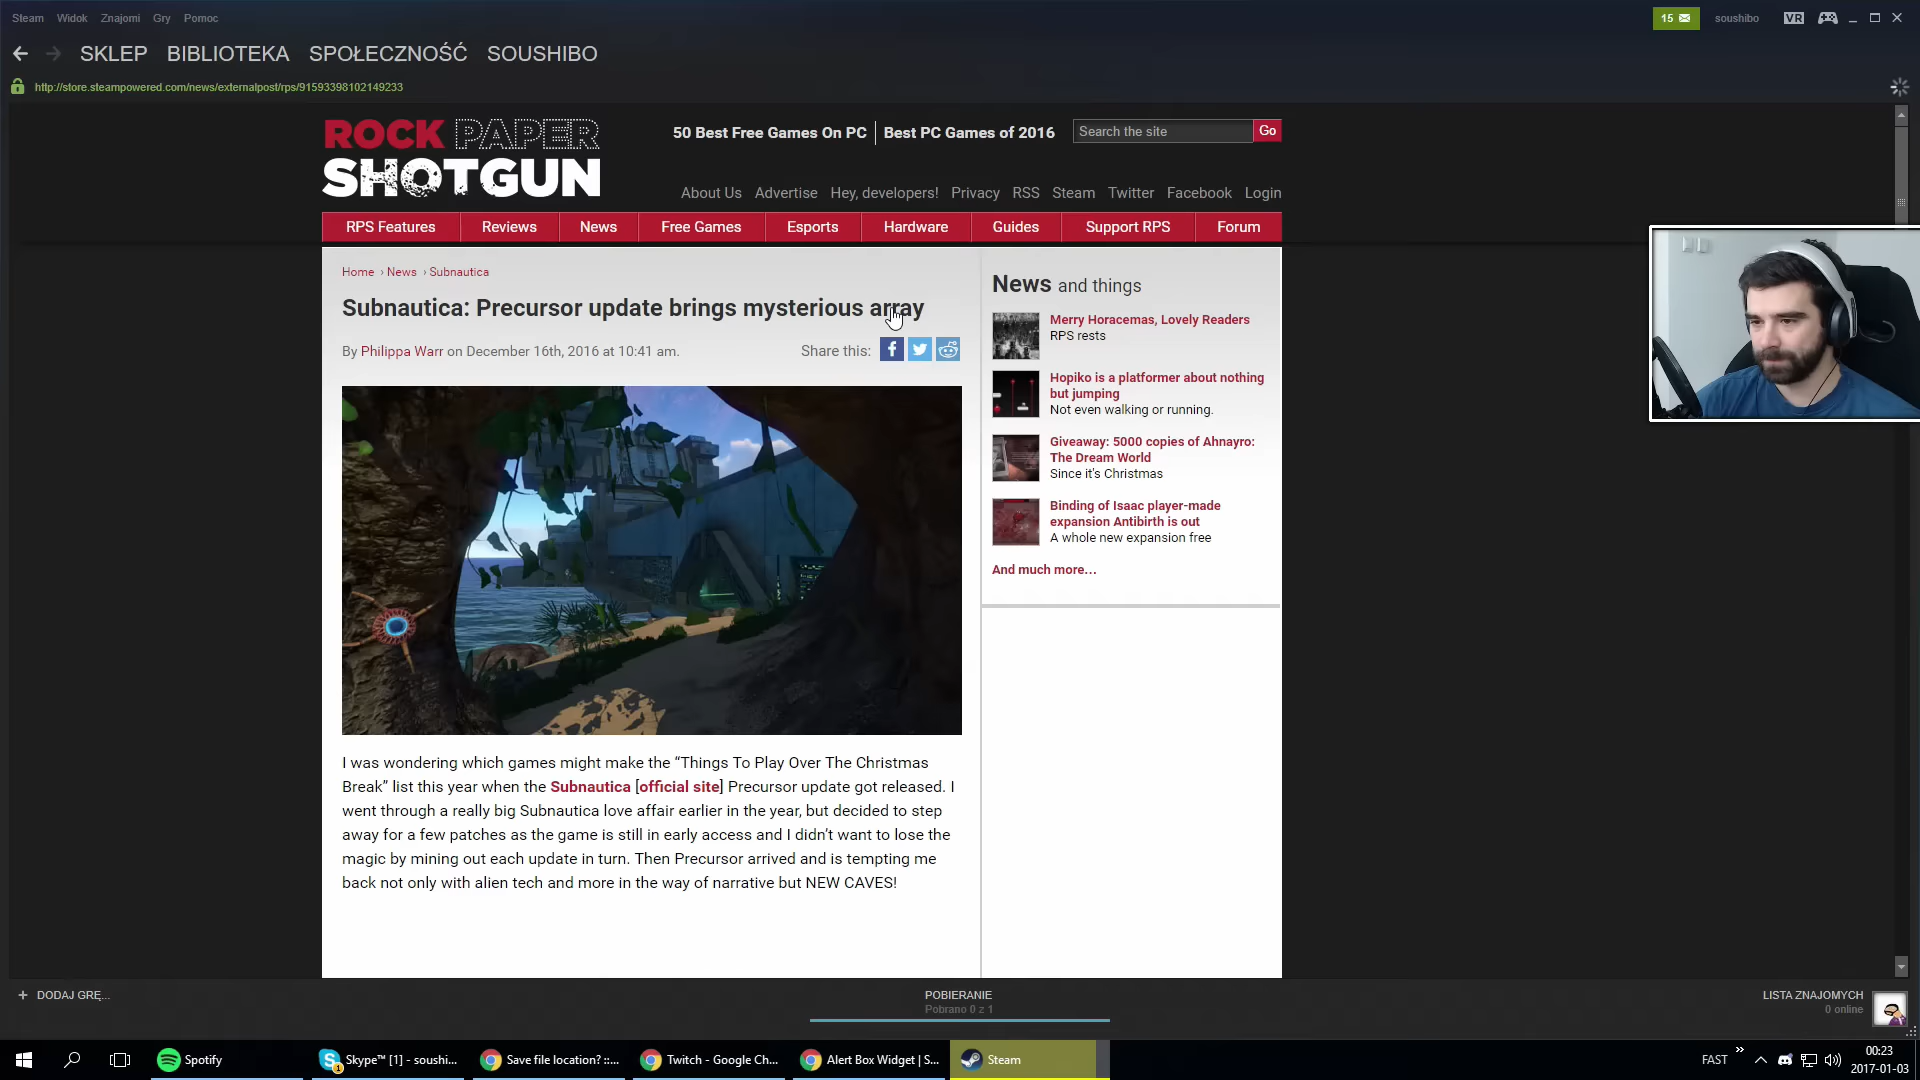 Steam Widok Znajomi Gry Pomoc
15 soushibo VR
SKLEP BIBLIOTEKA SPOŁECZNOŚĆ SOUSHIBO
http://store.steampowered.com/news/externalpost/rps/91593398102149233
ROCK PAPER
SHOTGUN
50 Best Free Games On PC Best PC Games of 2016
Search the site Go
About Us Advertise Hey, developers! Privacy RSS Steam Twitter Facebook Login
RPS Features Reviews News Free Games Esports Hardware Guides Support RPS Forum
Home › News › Subnautica
Subnautica: Precursor update brings mysterious array
By Philippa Warr on December 16th, 2016 at 10:41 am.
Share this:
I was wondering which games might make the “Things To Play Over The Christmas
Break” list this year when the Subnautica [official site] Precursor update got released. I
went through a really big Subnautica love affair earlier in the year, but decided to step
away for a few patches as the game is still in early access and I didn’t want to lose the
magic by mining out each update in turn. Then Precursor arrived and is tempting me
back not only with alien tech and more in the way of narrative but NEW CAVES!
News and things
Merry Horacemas, Lovely Readers
RPS rests
Hopiko is a platformer about nothing
but jumping
Not even walking or running.
Giveaway: 5000 copies of Ahnayro:
The Dream World
Since it's Christmas
Binding of Isaac player-made
expansion Antibirth is out
A whole new expansion free
And much more...
+ DODAJ GRĘ...
POBIERANIE
Pobrano 0 z 1
LISTA ZNAJOMYCH
0 online
Spotify
Skype™ [1] - soushi...
Save file location? ::...
Twitch - Google Ch...
Alert Box Widget | S...
Steam
FAST
00:23
2017-01-03